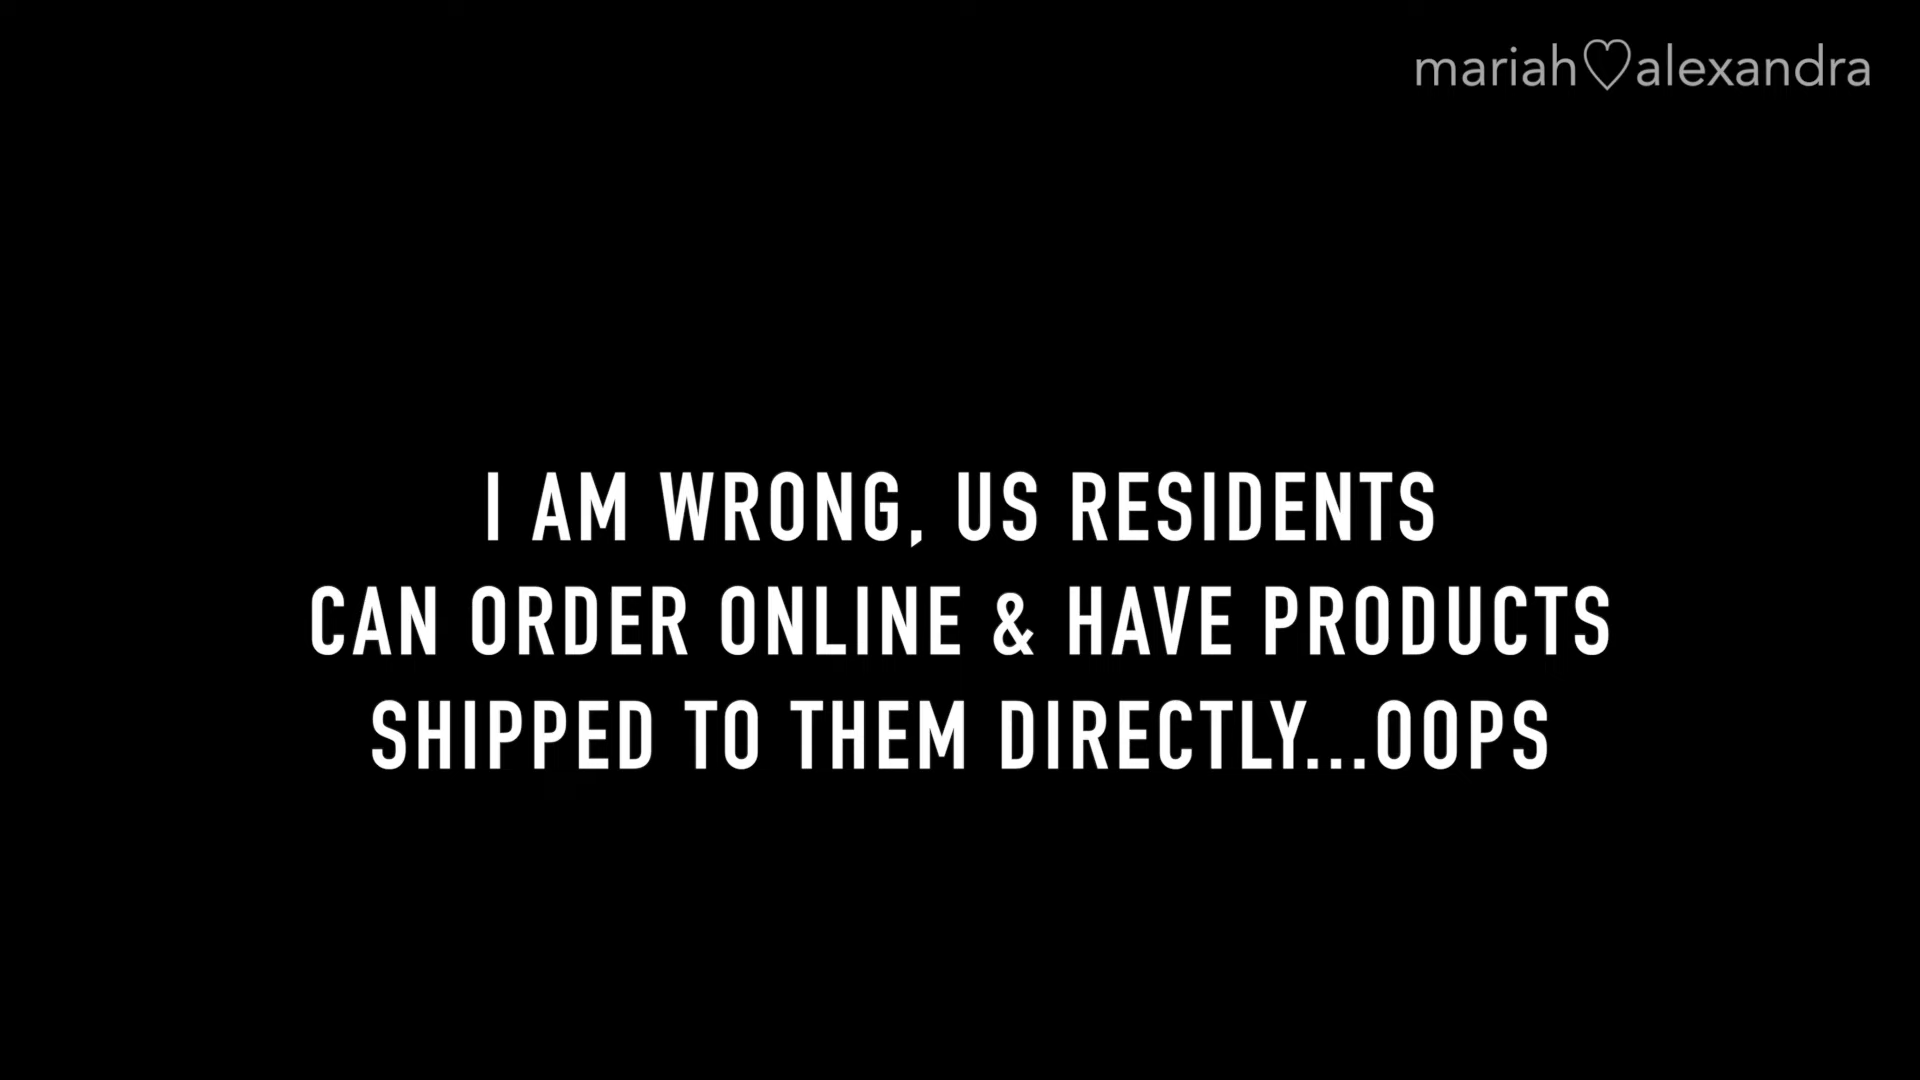 mariah♡alexandra
I AM WRONG, US RESIDENTS
CAN ORDER ONLINE & HAVE PRODUCTS
SHIPPED TO THEM DIRECTLY...OOPS